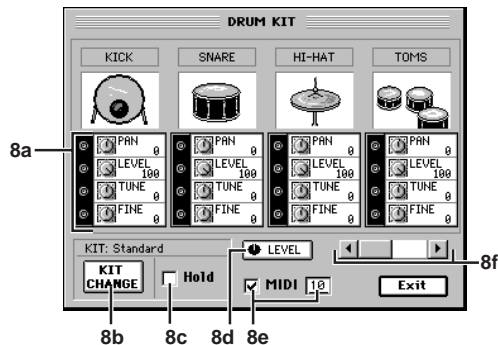 DRUM KIT
KICK SNARE HI-HAT TOMS
8a
PAN 0 PAN 0 PAN 0 PAN 0
LEVEL 100 LEVEL 100 LEVEL 100 LEVEL 100
TUNE 0 TUNE 0 TUNE 0 TUNE 0
FINE 0 FINE 0 FINE 0 FINE 0
KIT: Standard
LEVEL
KIT CHANGE
Hold
MIDI 10
Exit
8f
8b 8c 8d 8e